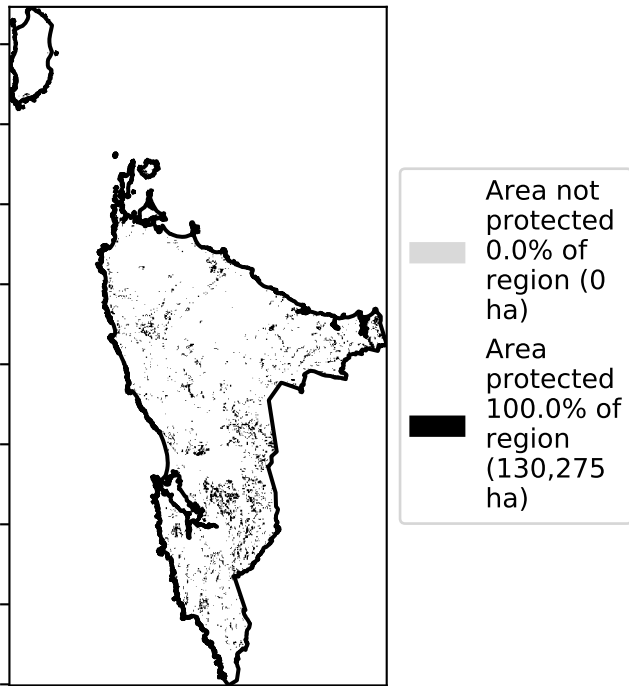 Area not
protected
0.0% of
region (0
ha)
Area
protected
100.0% of
region
(130,275
ha)